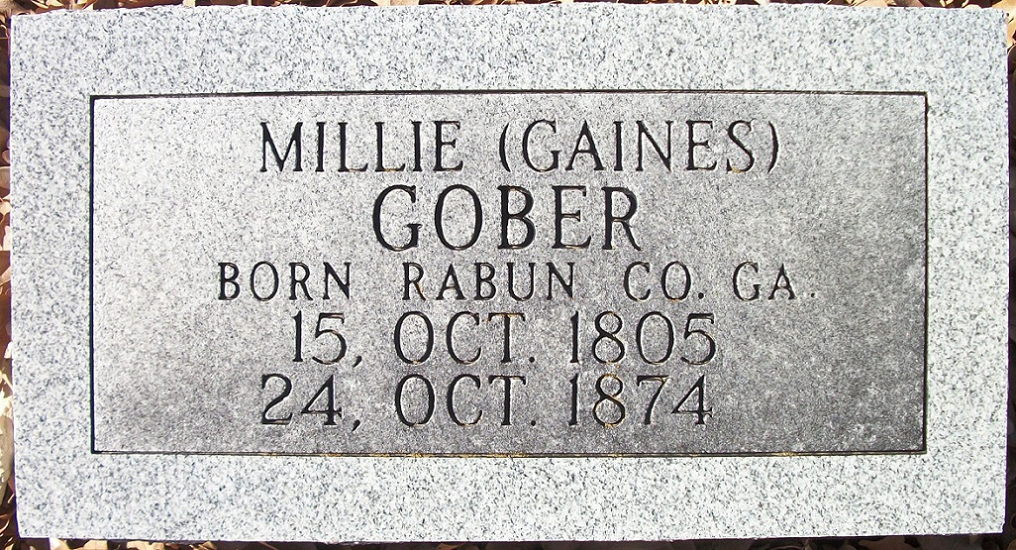 MILLIE (GAINES)
GOBER
BORN RABUN CO. GA.
15, OCT. 1805
24, OCT. 1874